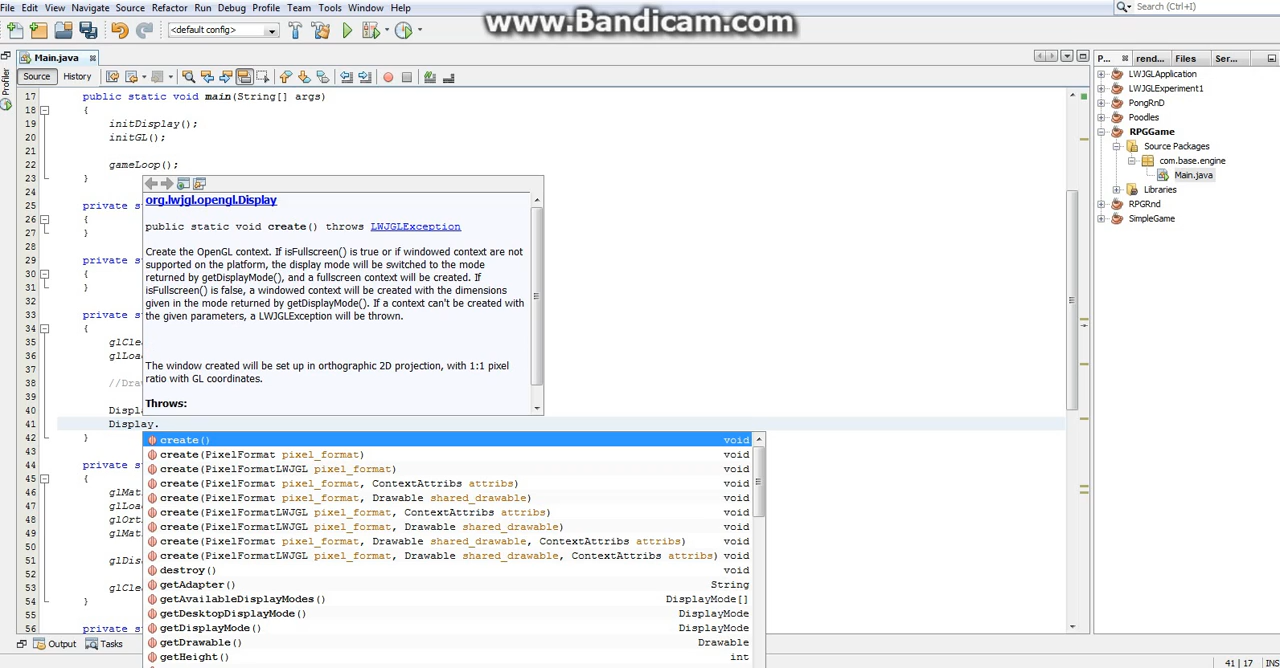 File Edit View Navigate Source Refactor Run Debug Profile Team Tools Window Help
www.Bandicam.com
Search (Ctrl+I)
<default config>
Main.java
P... rend... Files Ser...
Source History
Profiler
17 public static void main(String[] args)
18 {
19 initDisplay();
20 initGL();
21
22 gameLoop();
23 }
24
25 private s
26 {
27 }
28
29 private s
30 {
31 }
32
33 private s
34 {
35 glClea
36 glLoa
37
38 //Dra
39
40 Displa
41 Display.
42 }
43
44 private s
45 {
46 glMat
47 glLoa
48 glOrt
49 glMat
50
51 glDis
52
53 glCle
54 }
55
56 private s
org.lwjgl.opengl.Display
public static void create() throws LWJGLException
Create the OpenGL context. If isFullscreen() is true or if windowed context are not
supported on the platform, the display mode will be switched to the mode
returned by getDisplayMode(), and a fullscreen context will be created. If
isFullscreen() is false, a windowed context will be created with the dimensions
given in the mode returned by getDisplayMode(). If a context can't be created with
the given parameters, a LWJGLException will be thrown.
The window created will be set up in orthographic 2D projection, with 1:1 pixel
ratio with GL coordinates.
Throws:
create() void
create(PixelFormat pixel_format) void
create(PixelFormatLWJGL pixel_format) void
create(PixelFormat pixel_format, ContextAttribs attribs) void
create(PixelFormat pixel_format, Drawable shared_drawable) void
create(PixelFormatLWJGL pixel_format, ContextAttribs attribs) void
create(PixelFormatLWJGL pixel_format, Drawable shared_drawable) void
create(PixelFormat pixel_format, Drawable shared_drawable, ContextAttribs attribs) void
create(PixelFormatLWJGL pixel_format, Drawable shared_drawable, ContextAttribs attribs) void
destroy() void
getAdapter() String
getAvailableDisplayModes() DisplayMode[]
getDesktopDisplayMode() DisplayMode
getDisplayMode() DisplayMode
getDrawable() Drawable
getHeight() int
LWJGLApplication
LWJGLExperiment1
PongRnD
Poodles
RPGGame
Source Packages
com.base.engine
Main.java
Libraries
RPGRnd
SimpleGame
Output Tasks
41 | 17 INS